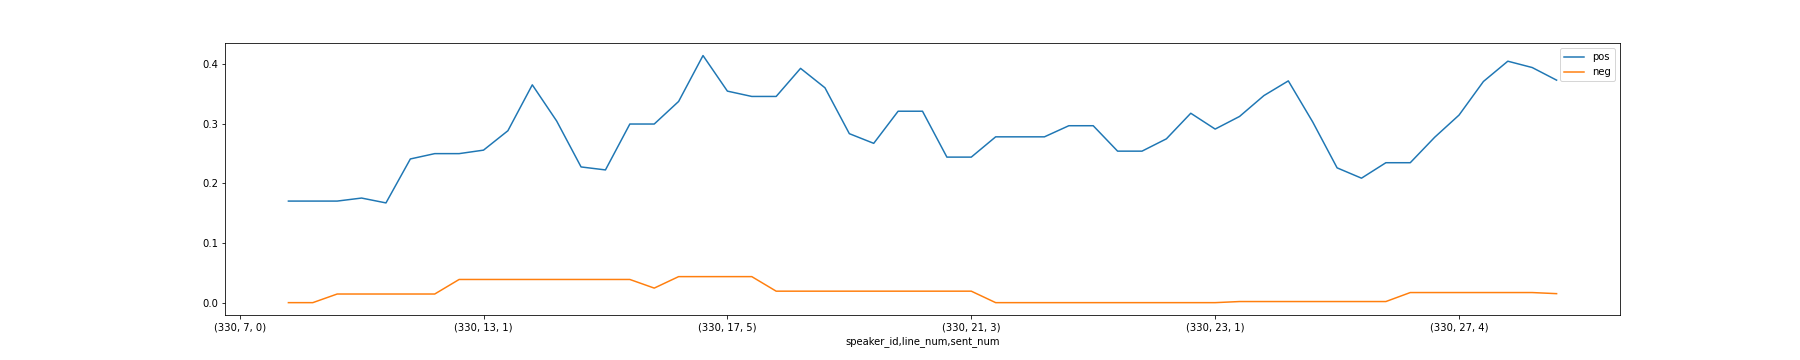 pos
neg
0.4
0.3
0.2
0.1
0.0
(330, 7, 0)
(330, 13, 1)
(330, 17, 5)
(330, 21, 3)
(330, 23, 1)
(330, 27, 4)
speaker_id,line_num,sent_num